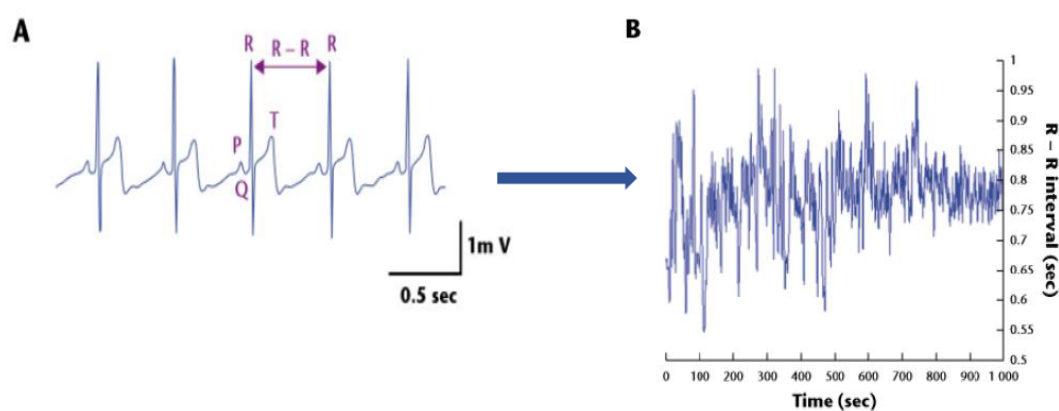 A
R
R – R
R
P
T
Q
1m V
0.5 sec
B
1
0.95
0.9
0.85
0.8
0.75
0.7
0.65
0.6
0.55
0.5
R – R interval (sec)
0 100 200 300 400 500 600 700 800 900 1 000
Time (sec)